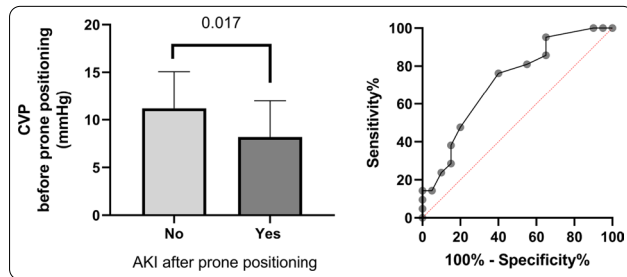 0.017
20
15
10
5
0
CVP
before prone positioning
(mmHg)
No
Yes
AKI after prone positioning
100
80
60
40
20
0
Sensitivity%
0
20
40
60
80
100
100% - Specificity%